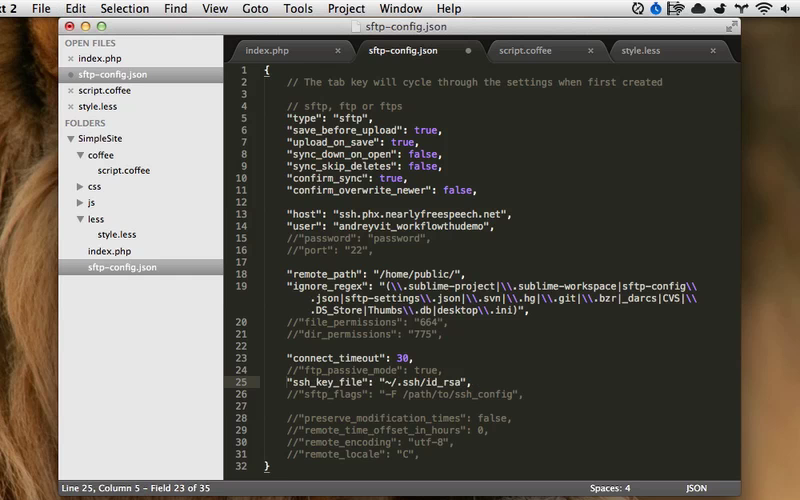 t 2 File Edit Selection Find View Goto Tools Project Window Help
sftp-config.json
OPEN FILES
index.php
sftp-config.json
script.coffee
style.less
FOLDERS
SimpleSite
coffee
script.coffee
css
js
less
style.less
index.php
sftp-config.json
index.php sftp-config.json script.coffee style.less
1 {
2 // The tab key will cycle through the settings when first created
3
4 // sftp, ftp or ftps
5 "type": "sftp",
6 "save_before_upload": true,
7 "upload_on_save": true,
8 "sync_down_on_open": false,
9 "sync_skip_deletes": false,
10 "confirm_sync": true,
11 "confirm_overwrite_newer": false,
12
13 "host": "ssh.phx.nearlyfreespeech.net",
14 "user": "andreyvit_workflowthudemo",
15 //"password": "password",
16 //"port": "22",
17
18 "remote_path": "/home/public/",
19 "ignore_regex": "(\\.sublime-project|\\.sublime-workspace|sftp-config\\
.json|sftp-settings\\.json|\\.svn|\\.hg|\\.git|\\.bzr|_darcs|CVS|\\
.DS_Store|Thumbs\\.db|desktop\\.ini)",
20 //"file_permissions": "664",
21 //"dir_permissions": "775",
22
23 "connect_timeout": 30,
24 //"ftp_passive_mode": true,
25 "ssh_key_file": "~/.ssh/id_rsa",
26 //"sftp_flags": "-F /path/to/ssh_config",
27
28 //"preserve_modification_times": false,
29 //"remote_time_offset_in_hours": 0,
30 //"remote_encoding": "utf-8",
31 //"remote_locale": "C",
32 }
Line 25, Column 5 - Field 23 of 35 Spaces: 4 JSON